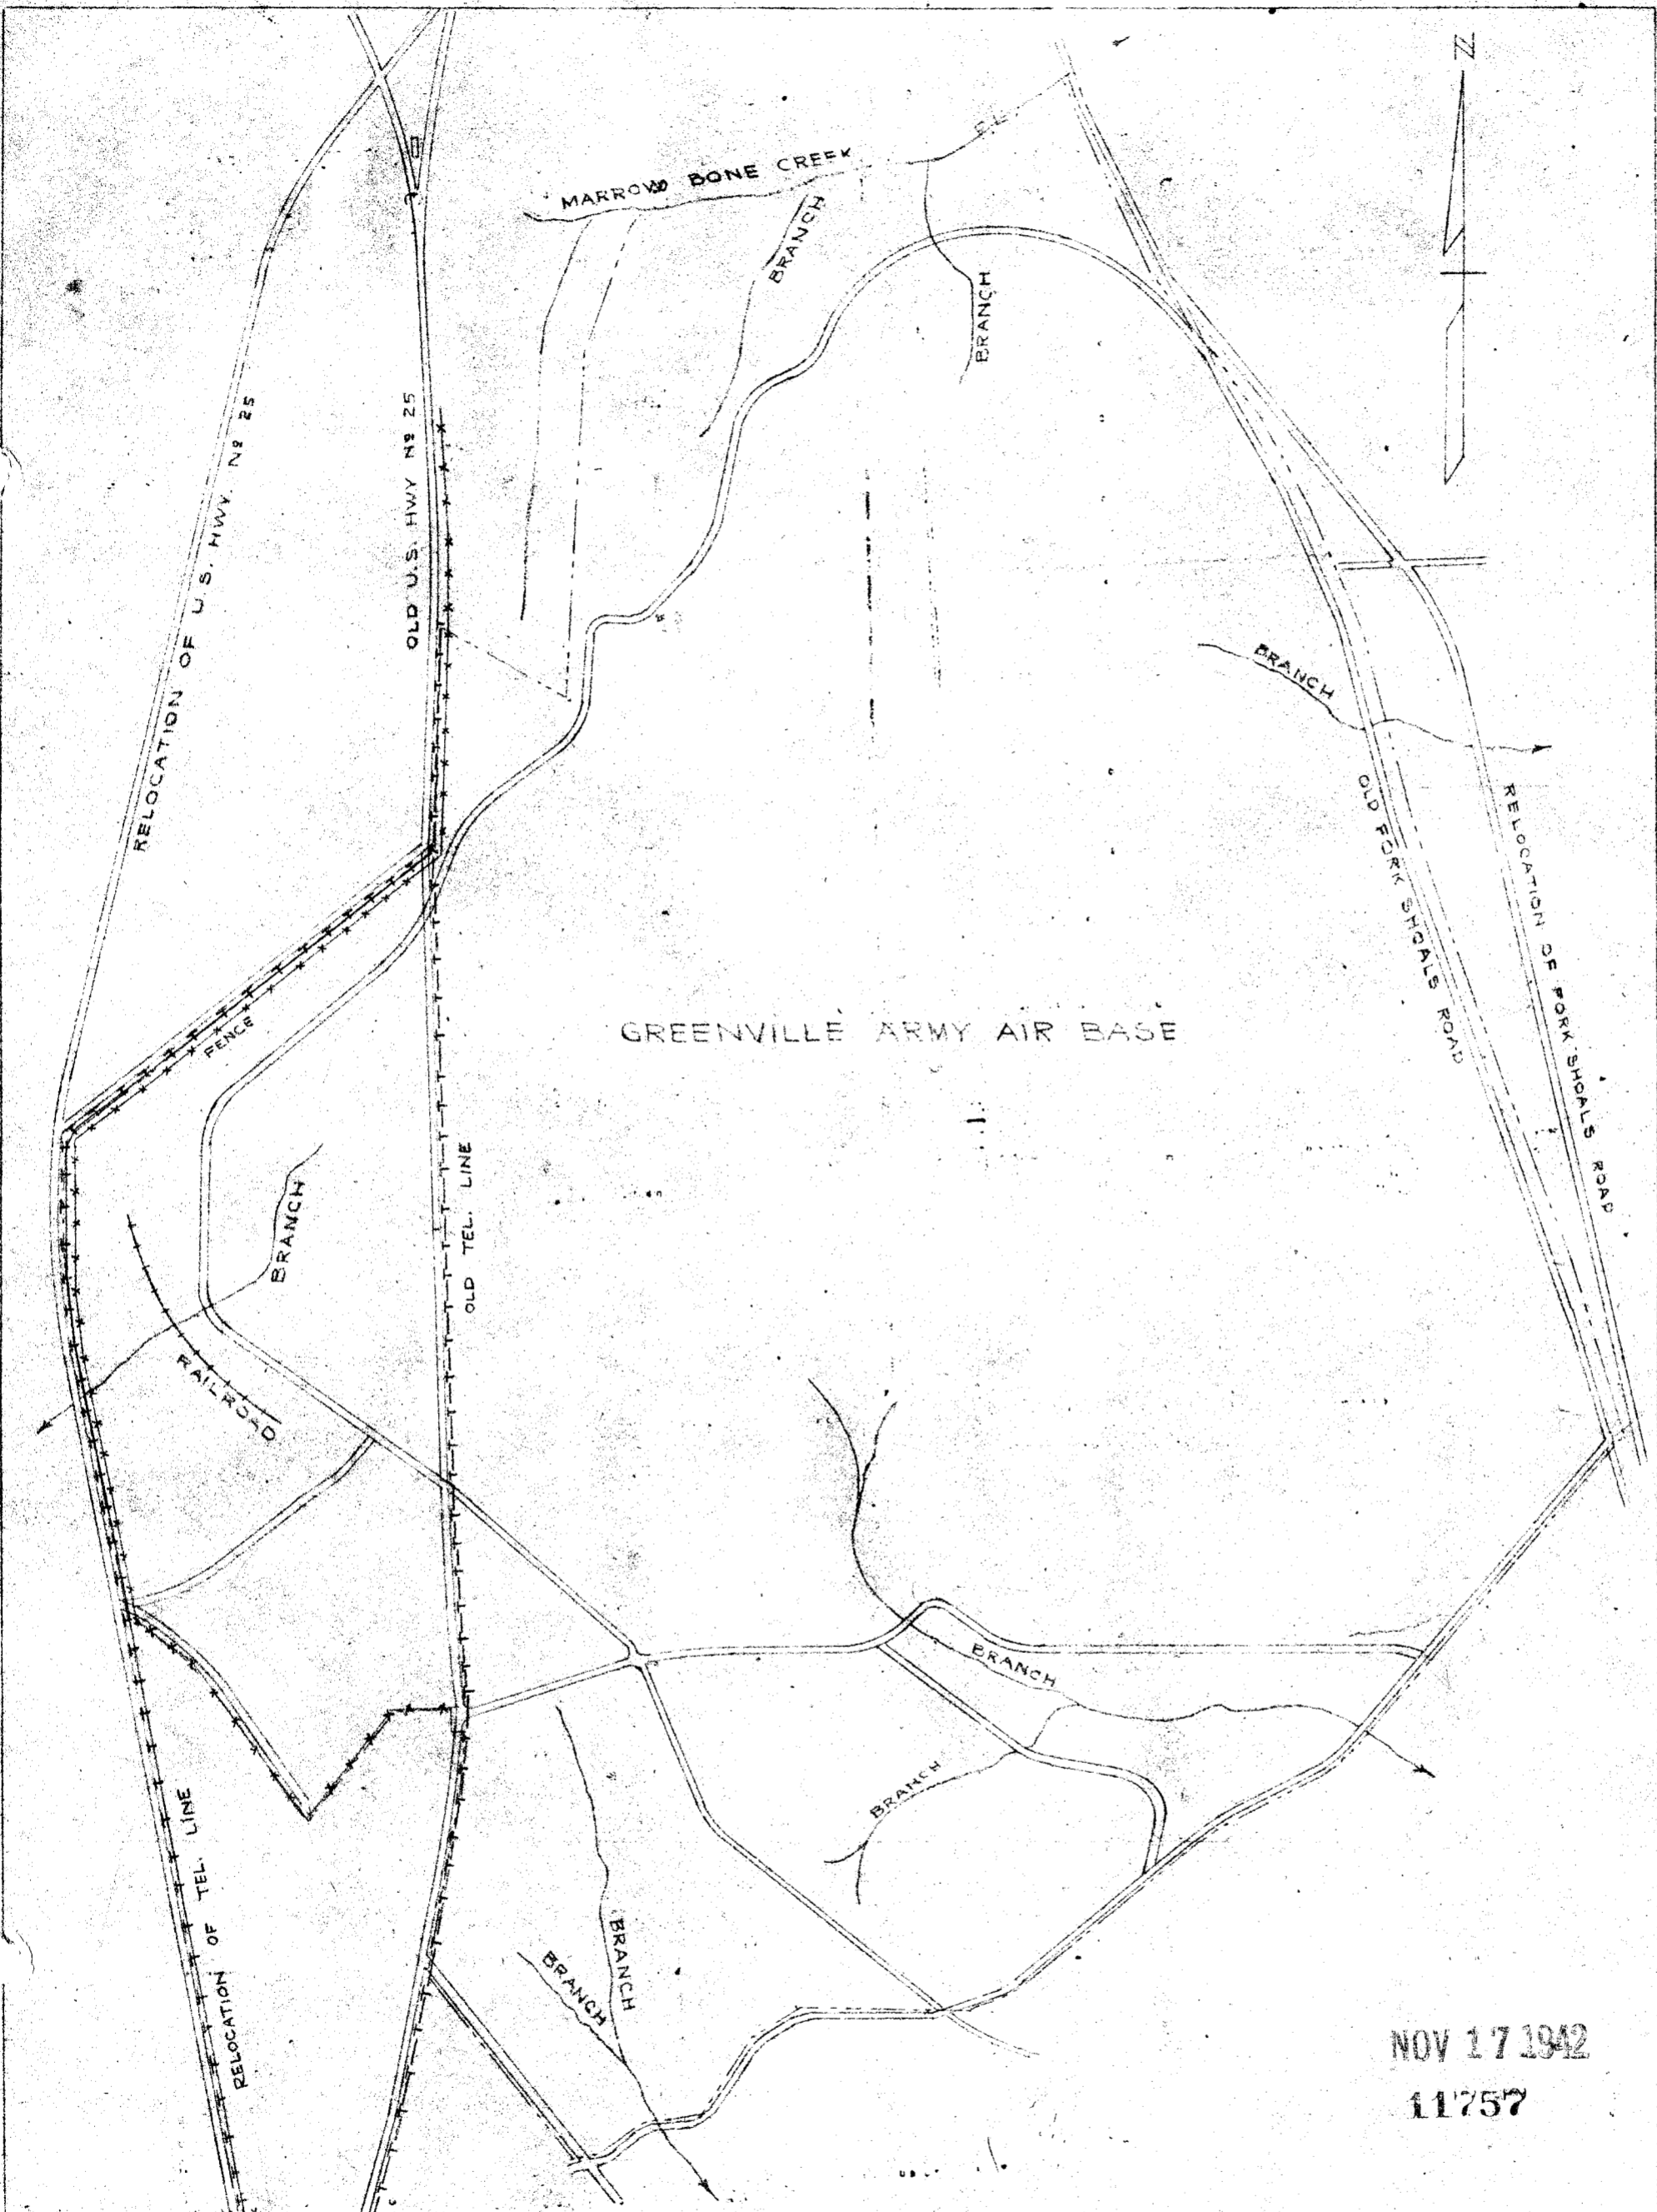 N
MARROW BONE CREEK
BRANCH
BRANCH
RELOCATION OF U.S. HWY. Nº 25
OLD U.S. HWY Nº 25
BRANCH
OLD FORK SHOALS ROAD
RELOCATION OF FORK SHOALS ROAD
FENCE
GREENVILLE ARMY AIR BASE
BRANCH
OLD TEL. LINE
RAILROAD
BRANCH
BRANCH
RELOCATION OF TEL. LINE
BRANCH
BRANCH
NOV 17 1942
11757